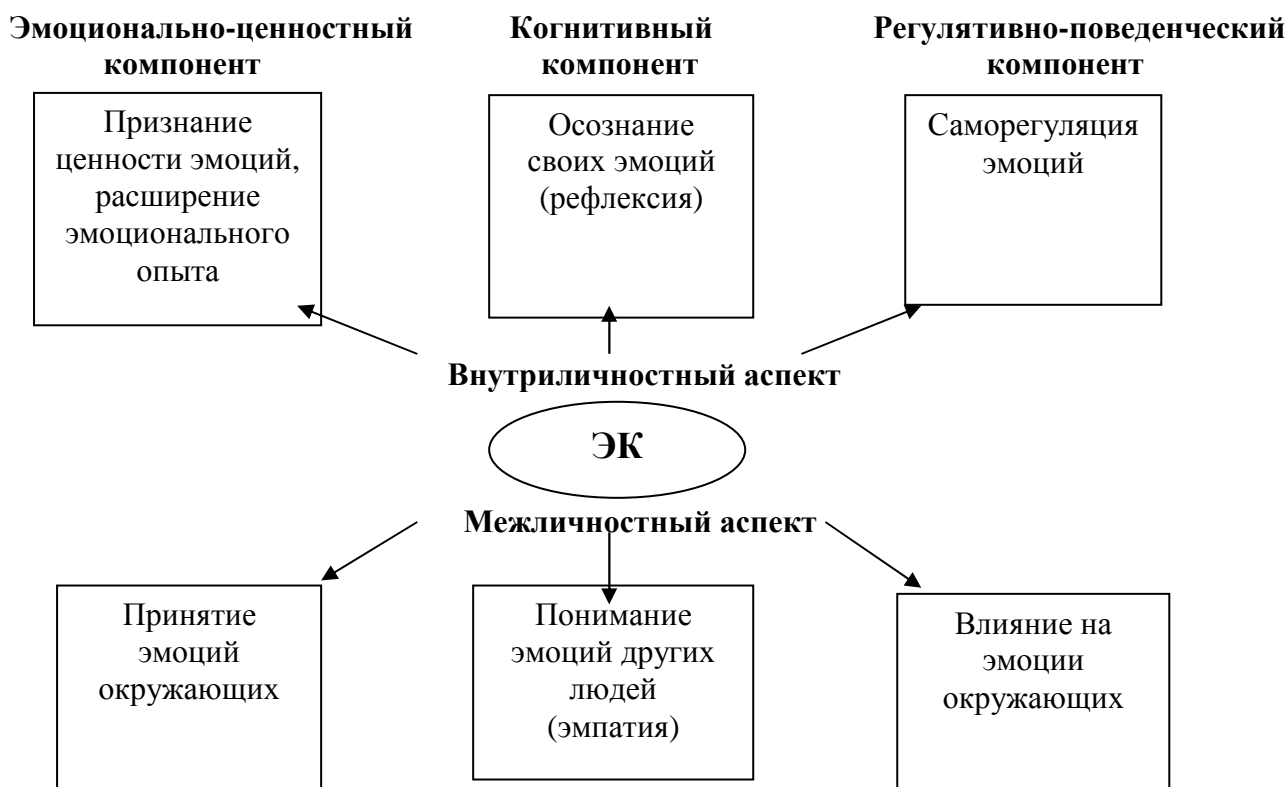 Эмоционально-ценностный
компонент
Когнитивный
компонент
Регулятивно-поведенческий
компонент
Признание
ценности эмоций,
расширение
эмоционального
опыта
Осознание
своих эмоций
(рефлексия)
Саморегуляция
эмоций
Внутриличностный аспект
ЭК
Межличностный аспект
Принятие
эмоций
окружающих
Понимание
эмоций других
людей
(эмпатия)
Влияние на
эмоции
окружающих